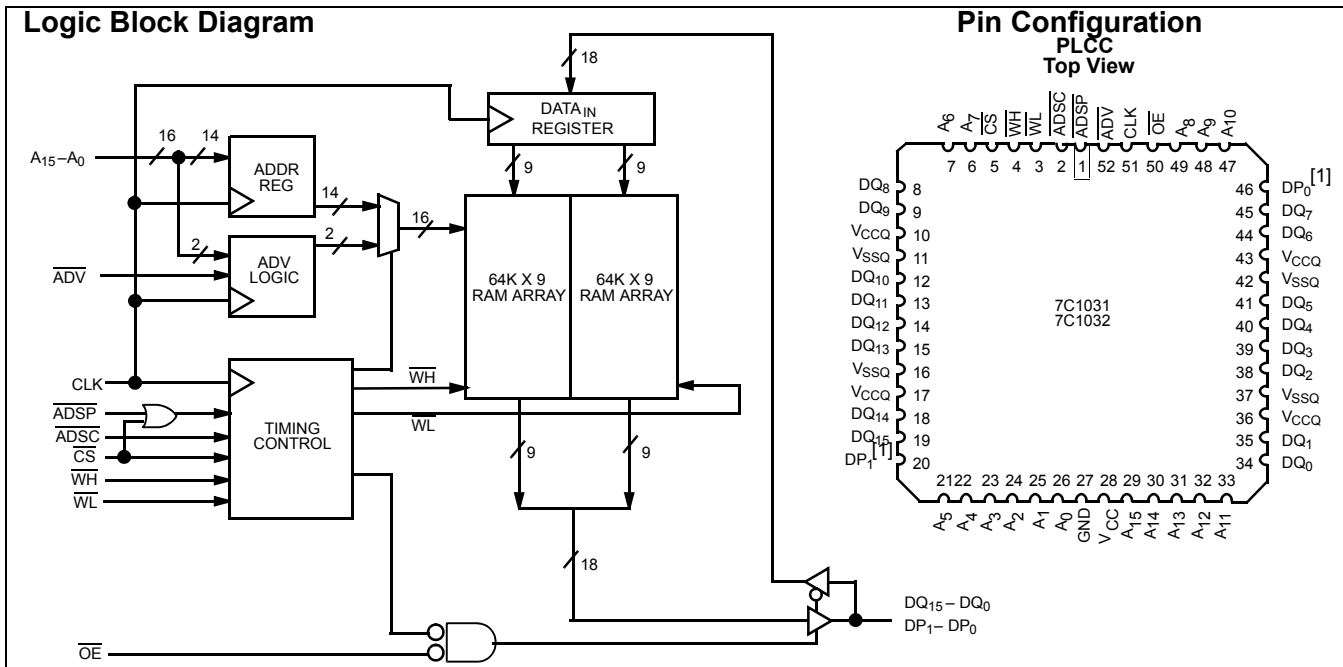 Logic Block Diagram
18
DATA IN
REGISTER
9 9
16 14
A15–A0
ADDR
REG
14
16
2 2
ADV
LOGIC
ADV
64K X 9
RAM ARRAY
64K X 9
RAM ARRAY
CLK
WH
ADSP
WL
ADSC
TIMING
CONTROL
CS
9 9
WH
WL
18
DQ15 – DQ0
DP1 – DP0
OE
Pin Configuration
PLCC
Top View
A6 A7 CS WH WL ADSC ADSP ADV CLK OE A8 A9 A10
7 6 5 4 3 2 1 52 51 50 49 48 47
DQ8 8
DQ9 9
VCCQ 10
VSSQ 11
DQ10 12
DQ11 13
DQ12 14
DQ13 15
VSSQ 16
VCCQ 17
DQ14 18
DQ15 19
DP1[1] 20
7C1031
7C1032
46 DP0[1]
45 DQ7
44 DQ6
43 VCCQ
42 VSSQ
41 DQ5
40 DQ4
39 DQ3
38 DQ2
37 VSSQ
36 VCCQ
35 DQ1
34 DQ0
21 22 23 24 25 26 27 28 29 30 31 32 33
A5 A4 A3 A2 A1 A0 GND VCC A15 A14 A13 A12 A11